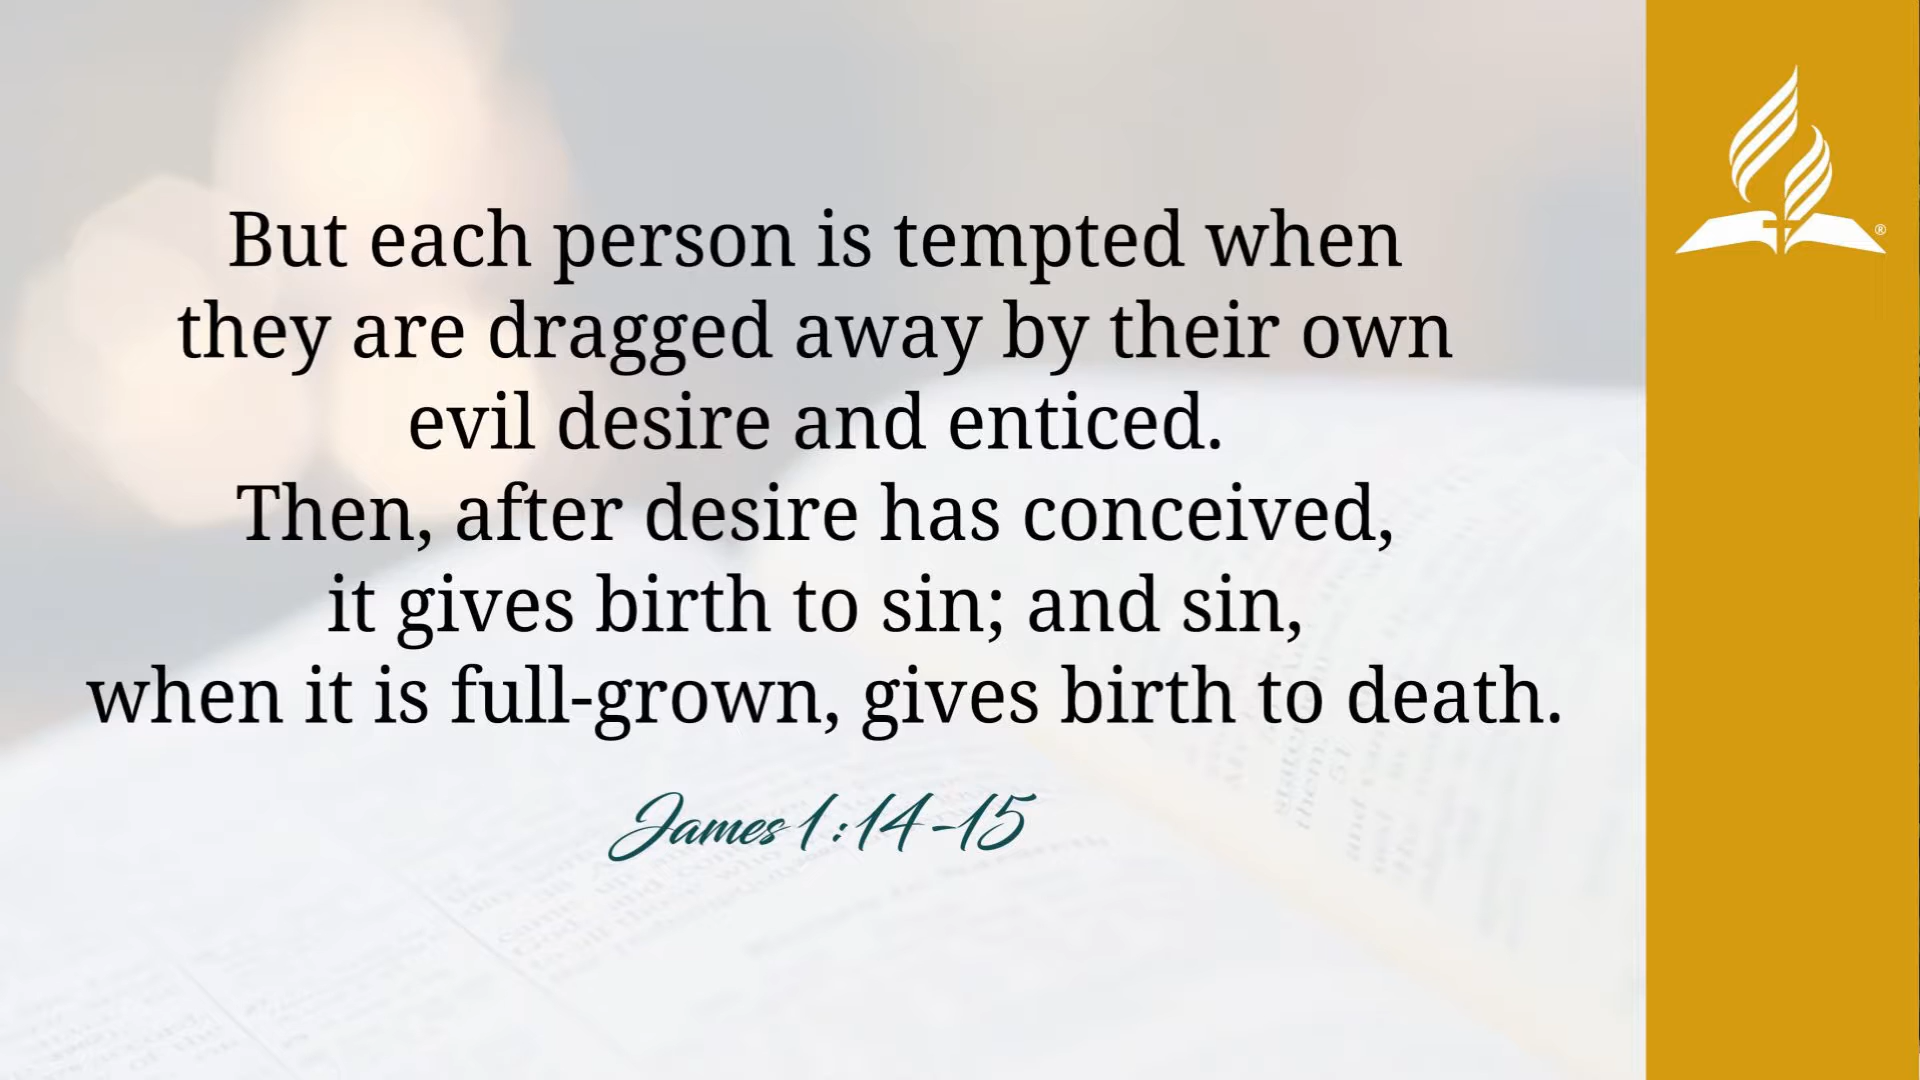 But each person is tempted when
they are dragged away by their own
evil desire and enticed.
Then, after desire has conceived,
it gives birth to sin; and sin,
when it is full-grown, gives birth to death.
James 1:14-15
®